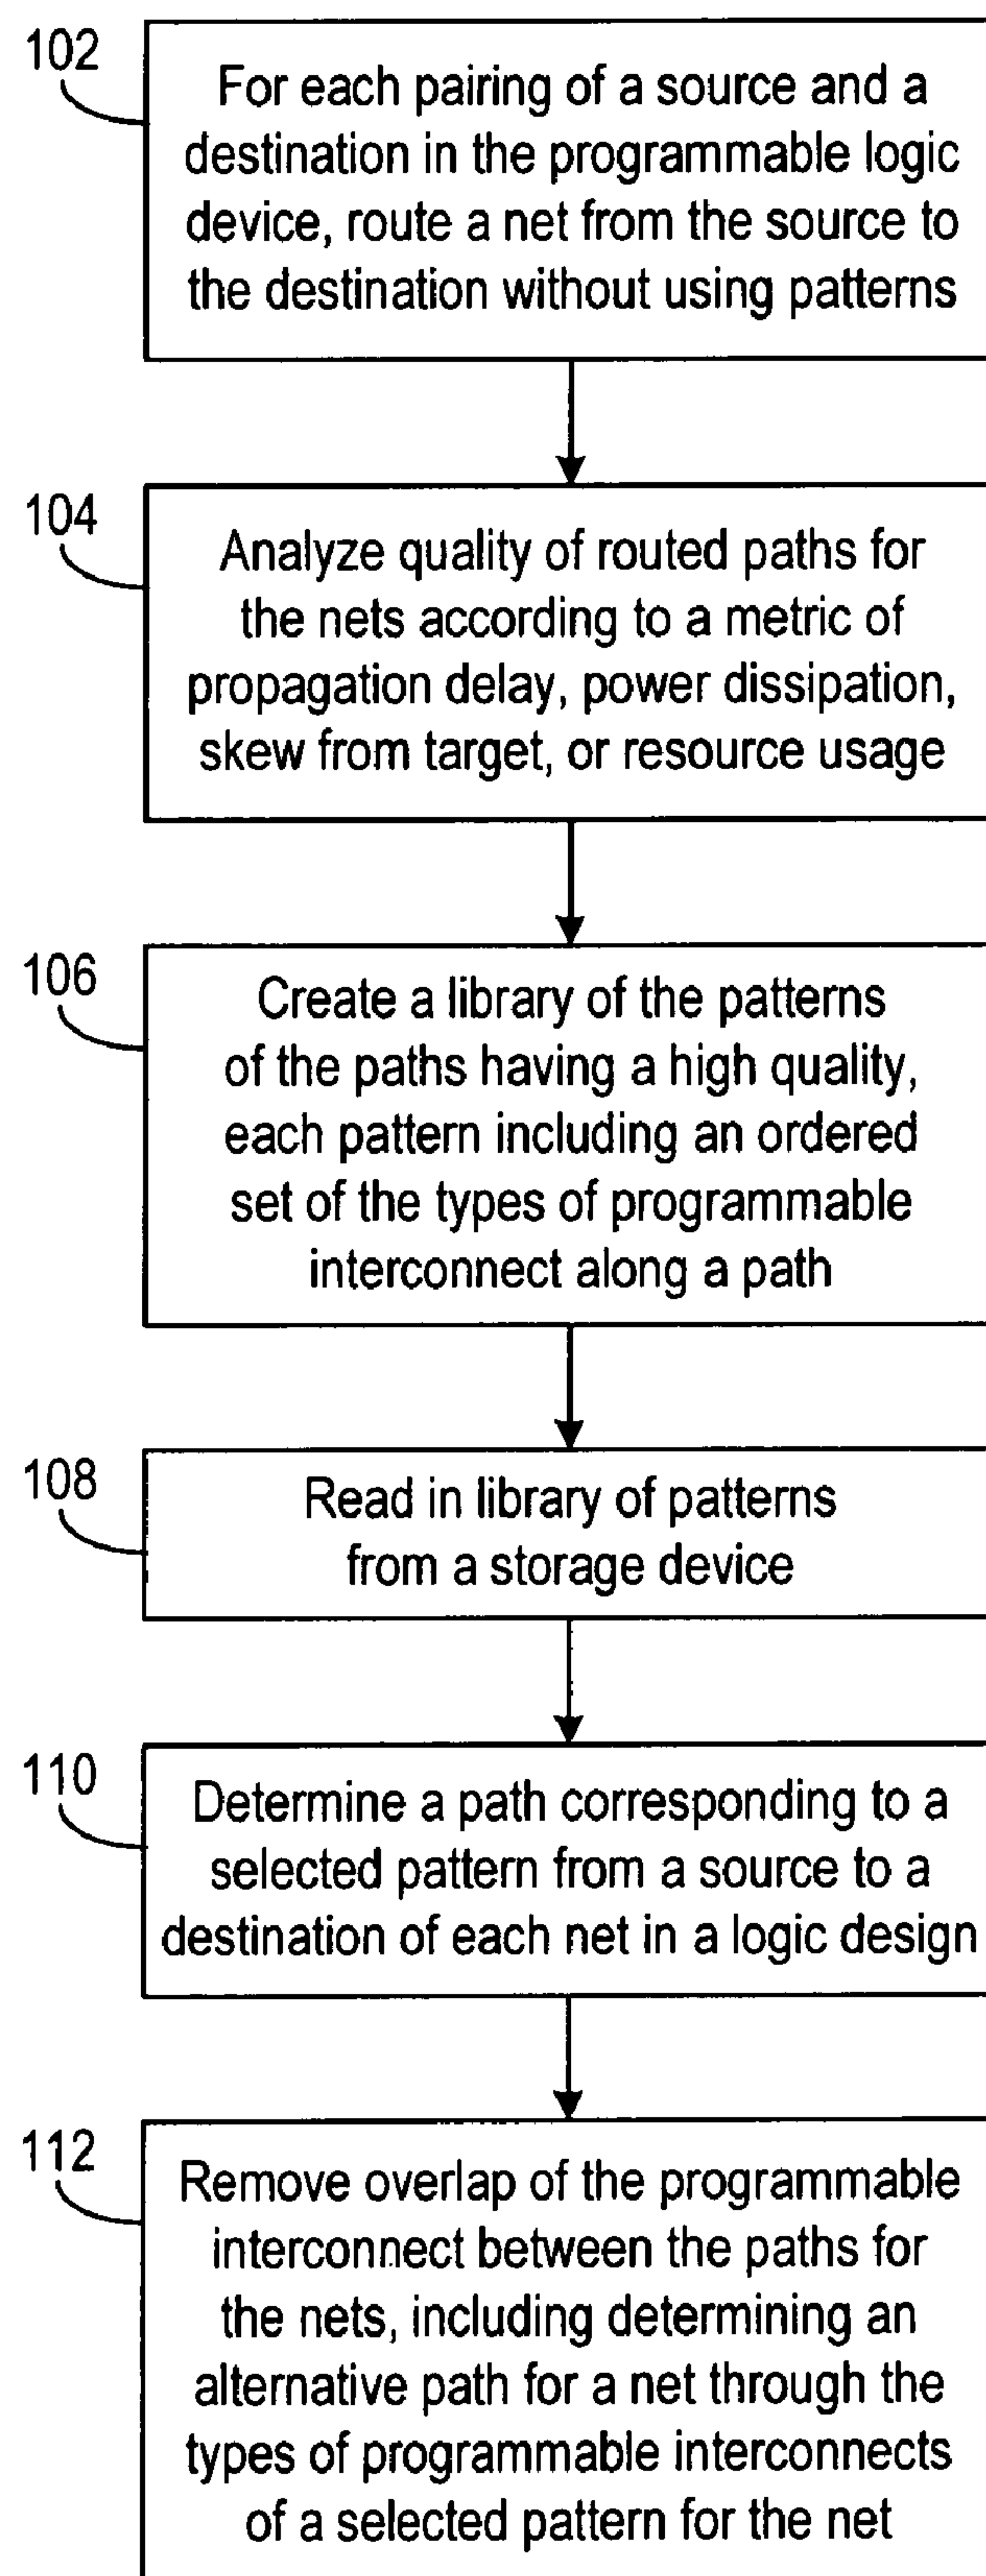 102
For each pairing of a source and a
destination in the programmable logic
device, route a net from the source to
the destination without using patterns
104
Analyze quality of routed paths for
the nets according to a metric of
propagation delay, power dissipation,
skew from target, or resource usage
106
Create a library of the patterns
of the paths having a high quality,
each pattern including an ordered
set of the types of programmable
interconnect along a path
108
Read in library of patterns
from a storage device
110
Determine a path corresponding to a
selected pattern from a source to a
destination of each net in a logic design
112
Remove overlap of the programmable
interconnect between the paths for
the nets, including determining an
alternative path for a net through the
types of programmable interconnects
of a selected pattern for the net